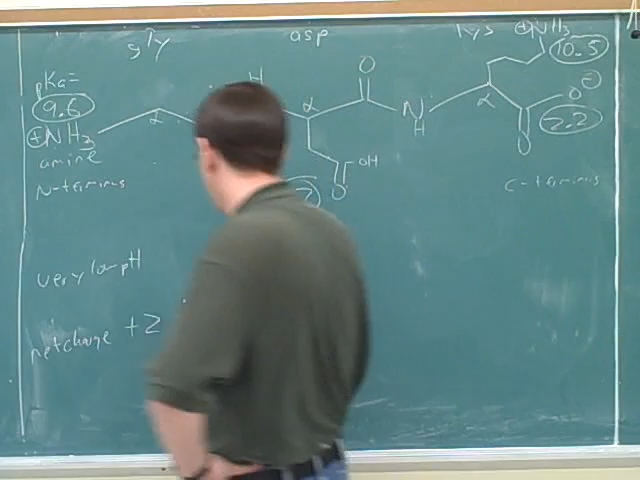 gly asp lys ⊕NH3
10.5
pKa=
9.6
⊕NH3
amine
N-terminus
α
H
α
O
N
H
α
O⊖
2.2
O
OH
O
C-terminus
very low pH
net charge +2